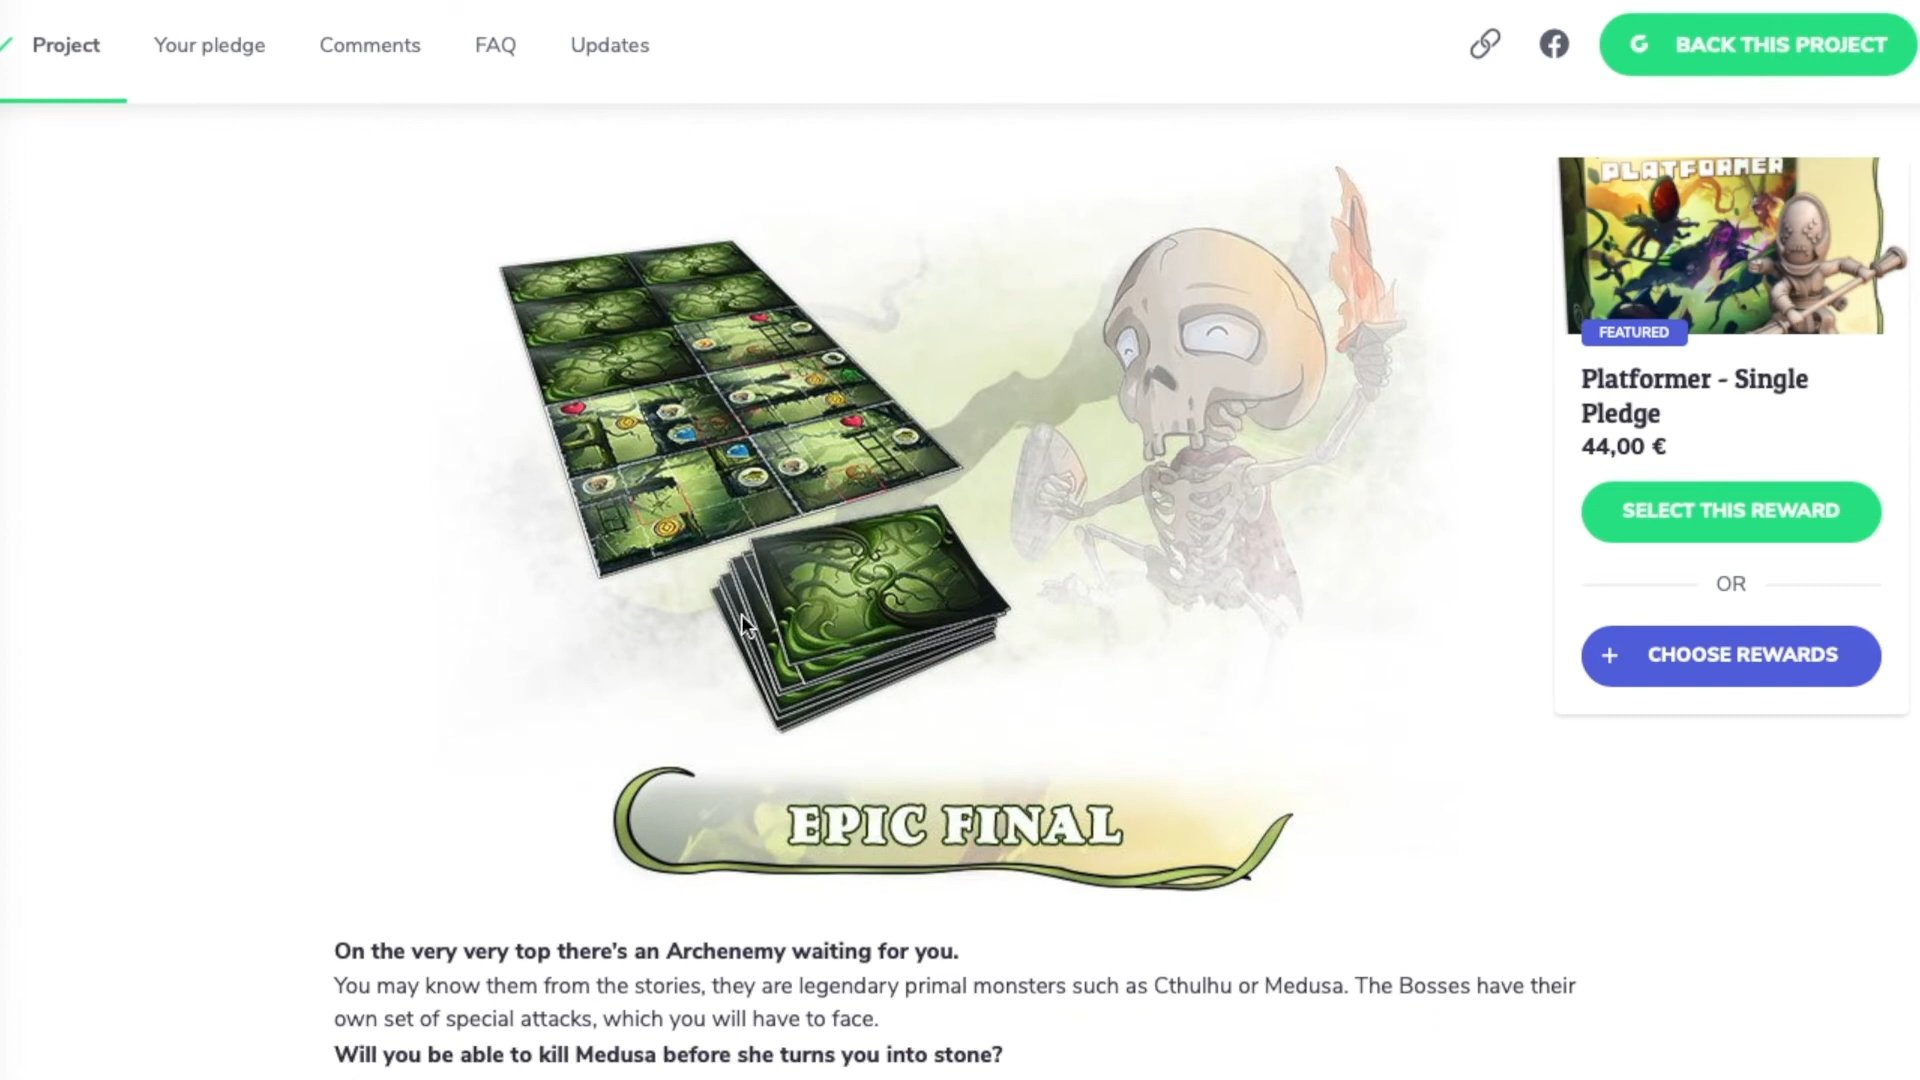 Project
Your pledge
Comments
FAQ
Updates
BACK THIS PROJECT
PLATFORMER
FEATURED
Platformer - Single
Pledge
44,00 €
SELECT THIS REWARD
OR
+ CHOOSE REWARDS
EPIC FINAL
On the very very top there's an Archenemy waiting for you.
You may know them from the stories, they are legendary primal monsters such as Cthulhu or Medusa. The Bosses have their
own set of special attacks, which you will have to face.
Will you be able to kill Medusa before she turns you into stone?